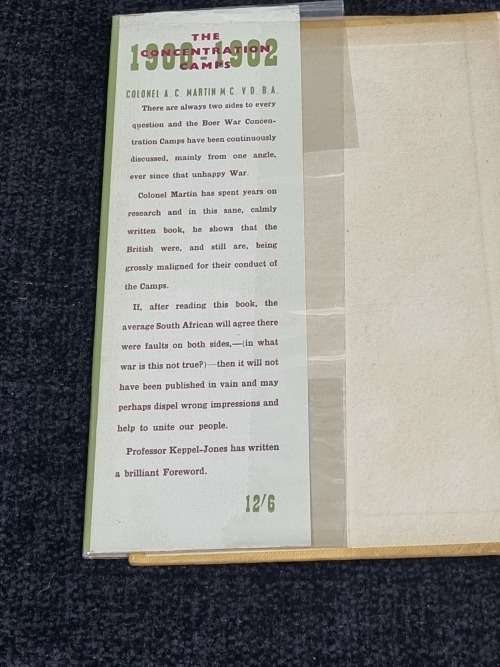 THE
CONCENTRATION
1900-1902
CAMPS
COLONEL A. C. MARTIN M.C. V.D. B.A.
There are always two sides to every
question and the Boer War Concen-
tration Camps have been continuously
discussed, mainly from one angle,
ever since that unhappy War.
Colonel Martin has spent years on
research and in this sane, calmly
written book, he shows that the
British were, and still are, being
grossly maligned for their conduct of
the Camps.
If, after reading this book, the
average South African will agree there
were faults on both sides,—(in what
war is this not true?)—then it will not
have been published in vain and may
perhaps dispel wrong impressions and
help to unite our people.
Professor Keppel-Jones has written
a brilliant Foreword.
12/6